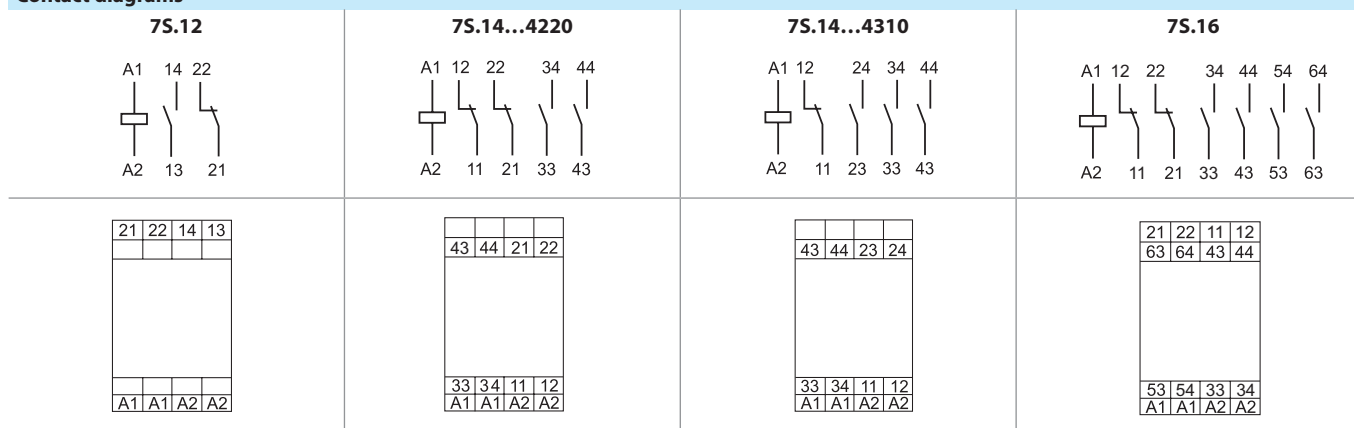 Contact diagrams
7S.12 7S.14…4220 7S.14…4310 7S.16
A1 14 22 A1 12 22 34 44 A1 12 24 34 44 A1 12 22 34 44 54 64
A2 13 21 A2 11 21 33 43 A2 11 23 33 43 A2 11 21 33 43 53 63
21 22 14 13 21 22 11 12
43 44 21 22 43 44 23 24 63 64 43 44
33 34 11 12 33 34 11 12 53 54 33 34
A1 A1 A2 A2 A1 A1 A2 A2 A1 A1 A2 A2 A1 A1 A2 A2